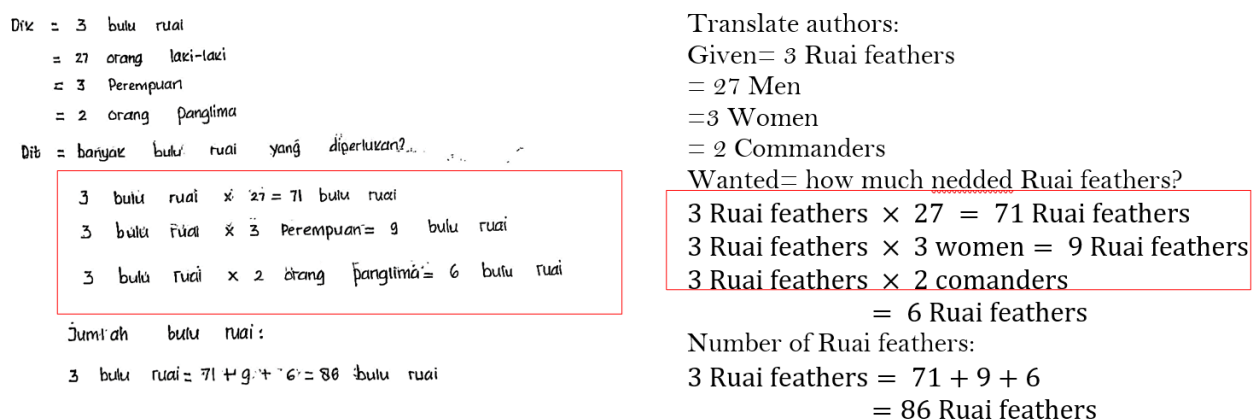 Dik = 3 bulu ruai
= 27 orang laki-laki
= 3 Perempuan
= 2 orang Panglima
Dit = banyak bulu ruai yang diperlukan?
3 bulu ruai x 27 = 71 bulu ruai
3 bulu ruai x 3 Perempuan = 9 bulu ruai
3 bulu ruai x 2 orang panglima = 6 bulu ruai
Jumlah bulu ruai :
3 bulu ruai = 71 + 9 + 6 = 86 bulu ruai
Translate authors:
Given= 3 Ruai feathers
= 27 Men
=3 Women
= 2 Commanders
Wanted= how much nedded Ruai feathers?
3 Ruai feathers × 27 = 71 Ruai feathers
3 Ruai feathers × 3 women = 9 Ruai feathers
3 Ruai feathers × 2 comanders
= 6 Ruai feathers
Number of Ruai feathers:
3 Ruai feathers = 71 + 9 + 6
= 86 Ruai feathers